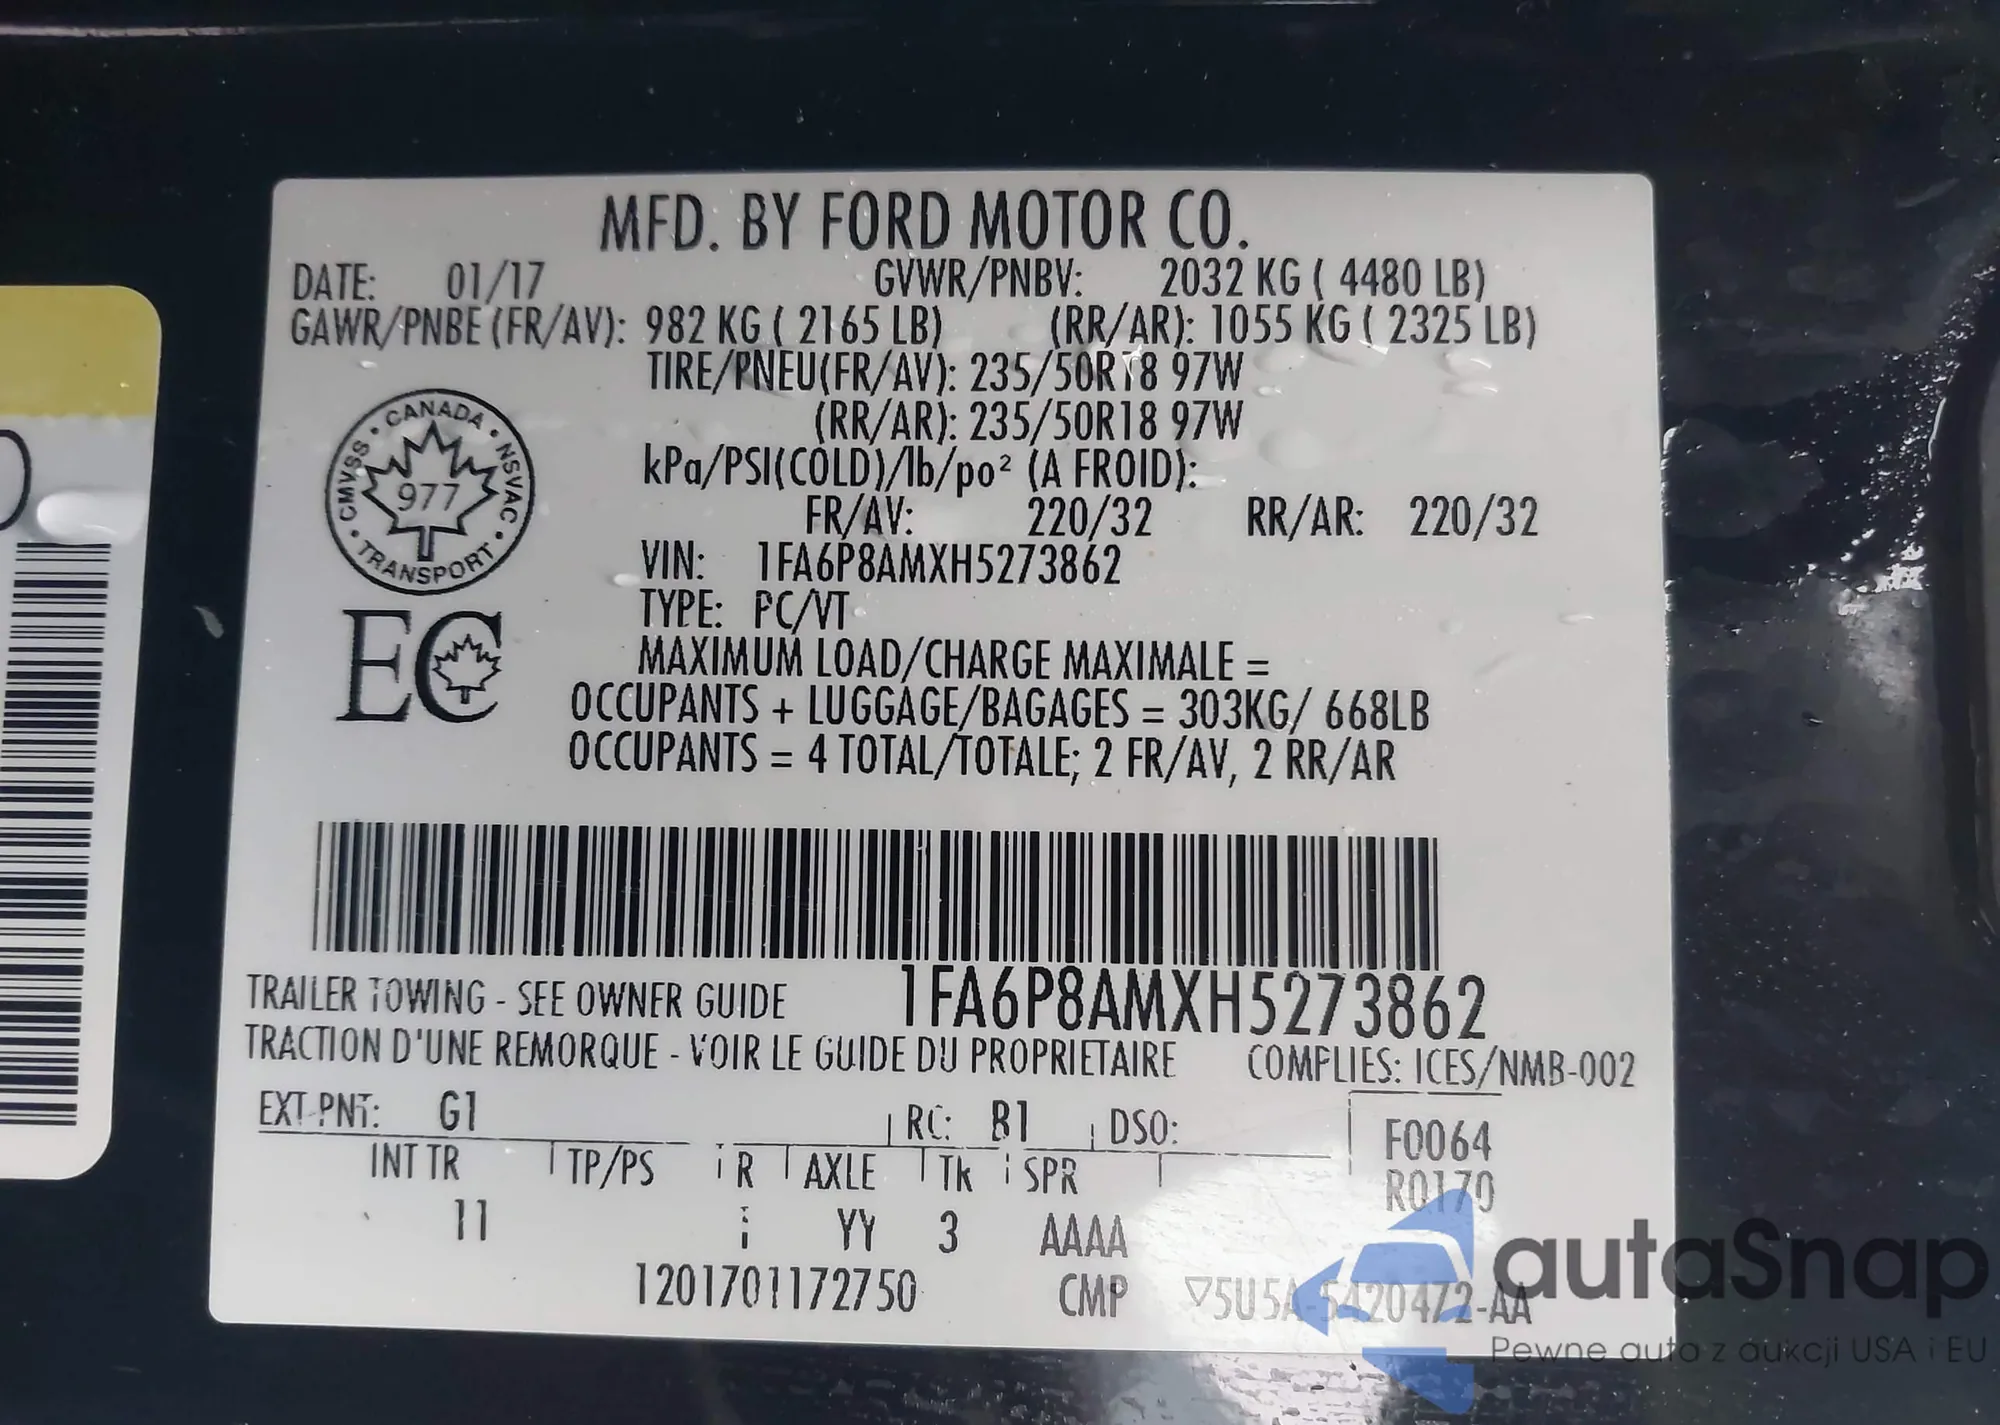 MFD. BY FORD MOTOR CO.
DATE: 01/17 GVWR/PNBV: 2032 KG ( 4480 LB)
GAWR/PNBE (FR/AV): 982 KG ( 2165 LB) (RR/AR): 1055 KG ( 2325 LB)
TIRE/PNEU(FR/AV): 235/50R18 97W
(RR/AR): 235/50R18 97W
kPa/PSI(COLD)/lb/po² (A FROID):
FR/AV: 220/32 RR/AR: 220/32
CANADA • NSVAC • TRANSPORT • CMVSS •
977
VIN: 1FA6P8AMXH5273862
TYPE: PC/VT
EC
MAXIMUM LOAD/CHARGE MAXIMALE =
OCCUPANTS + LUGGAGE/BAGAGES = 303KG/ 668LB
OCCUPANTS = 4 TOTAL/TOTALE; 2 FR/AV, 2 RR/AR
1FA6P8AMXH5273862
TRAILER TOWING - SEE OWNER GUIDE
TRACTION D'UNE REMORQUE - VOIR LE GUIDE DU PROPRIETAIRE COMPLIES: ICES/NMB-002
EXT PNT: G1 RC: B1 DSO: F0064
INT TR TP/PS R AXLE TR SPR R0170
11 YY 3 AAAA
1201701172750 CMP ▽5U5A-5420472-AA
autaSnap
Pewne auta z aukcji USA i EU